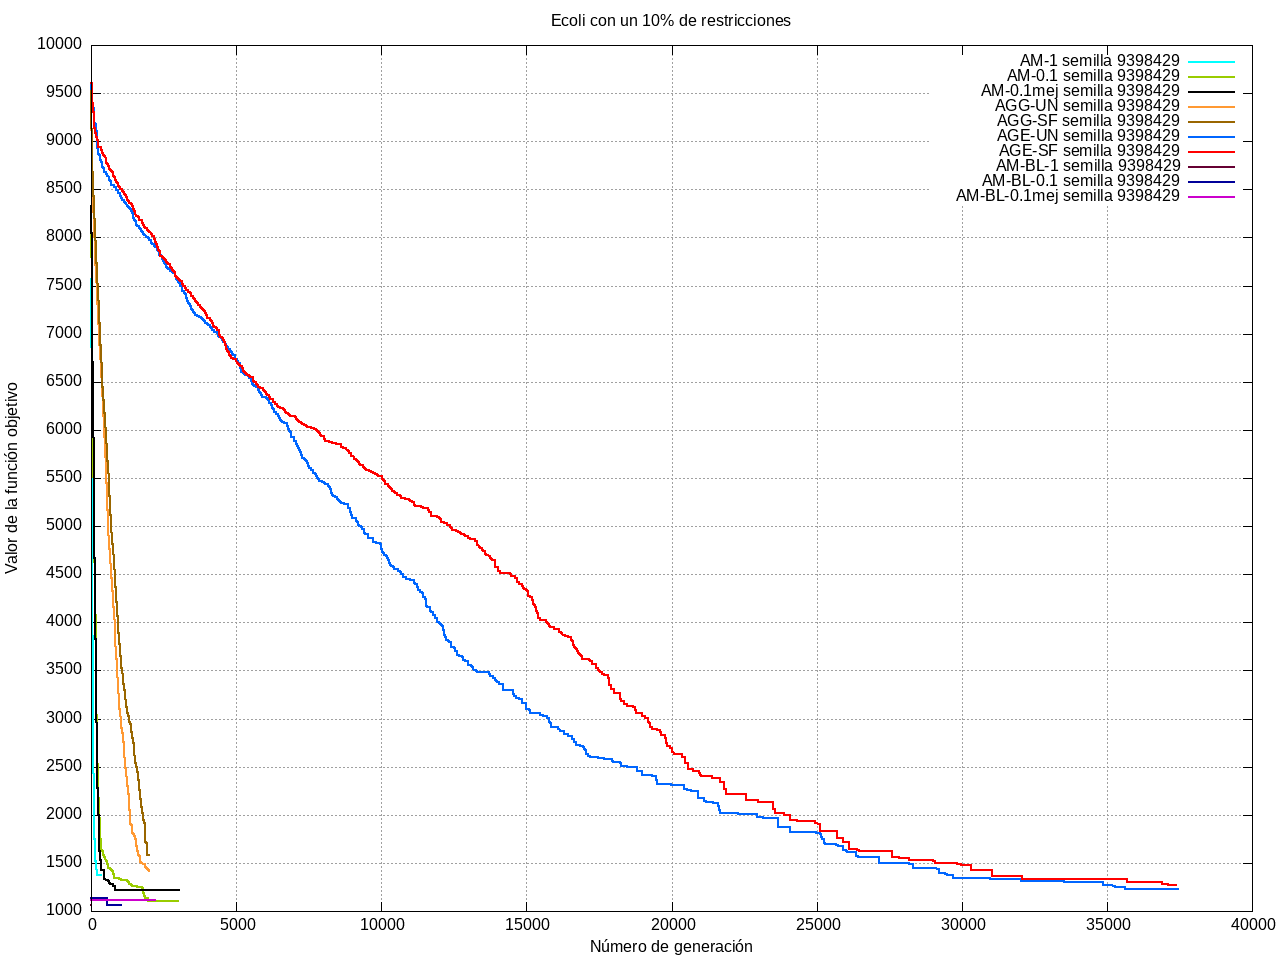 Ecoli con un 10% de restricciones
10000
9500
9000
8500
8000
7500
7000
6500
6000
5500
5000
4500
4000
3500
3000
2500
2000
1500
1000
Valor de la función objetivo
AM-1 semilla 9398429
AM-0.1 semilla 9398429
AM-0.1mej semilla 9398429
AGG-UN semilla 9398429
AGG-SF semilla 9398429
AGE-UN semilla 9398429
AGE-SF semilla 9398429
AM-BL-1 semilla 9398429
AM-BL-0.1 semilla 9398429
AM-BL-0.1mej semilla 9398429
0 5000 10000 15000 20000 25000 30000 35000 40000
Número de generación